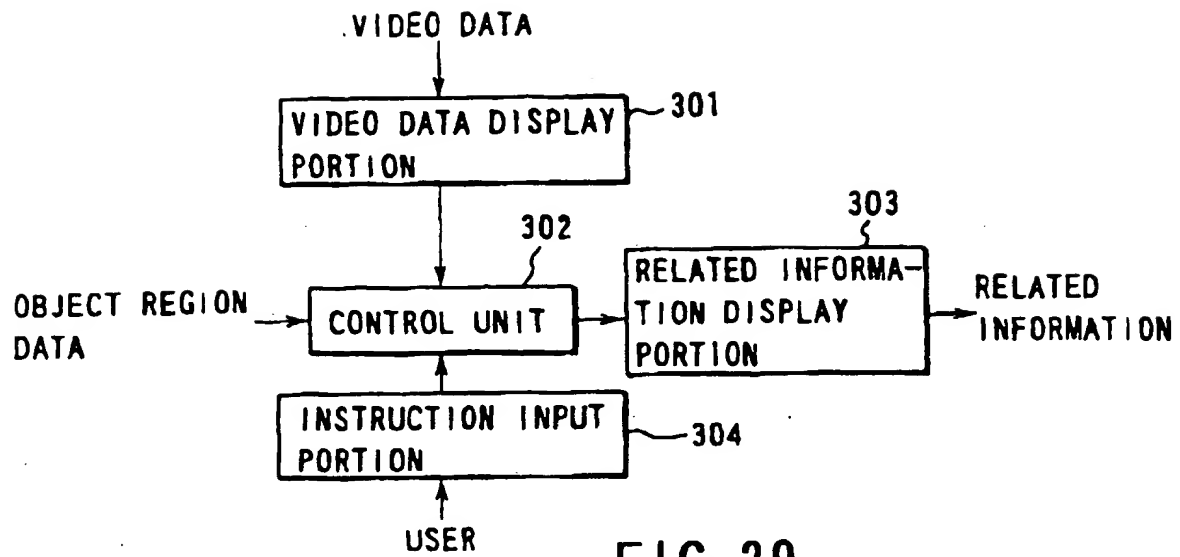 VIDEO DATA
VIDEO DATA DISPLAY
PORTION
301
302
303
OBJECT REGION
DATA
CONTROL UNIT
RELATED INFORMA-
TION DISPLAY
PORTION
RELATED
INFORMATION
INSTRUCTION INPUT
PORTION
304
USER